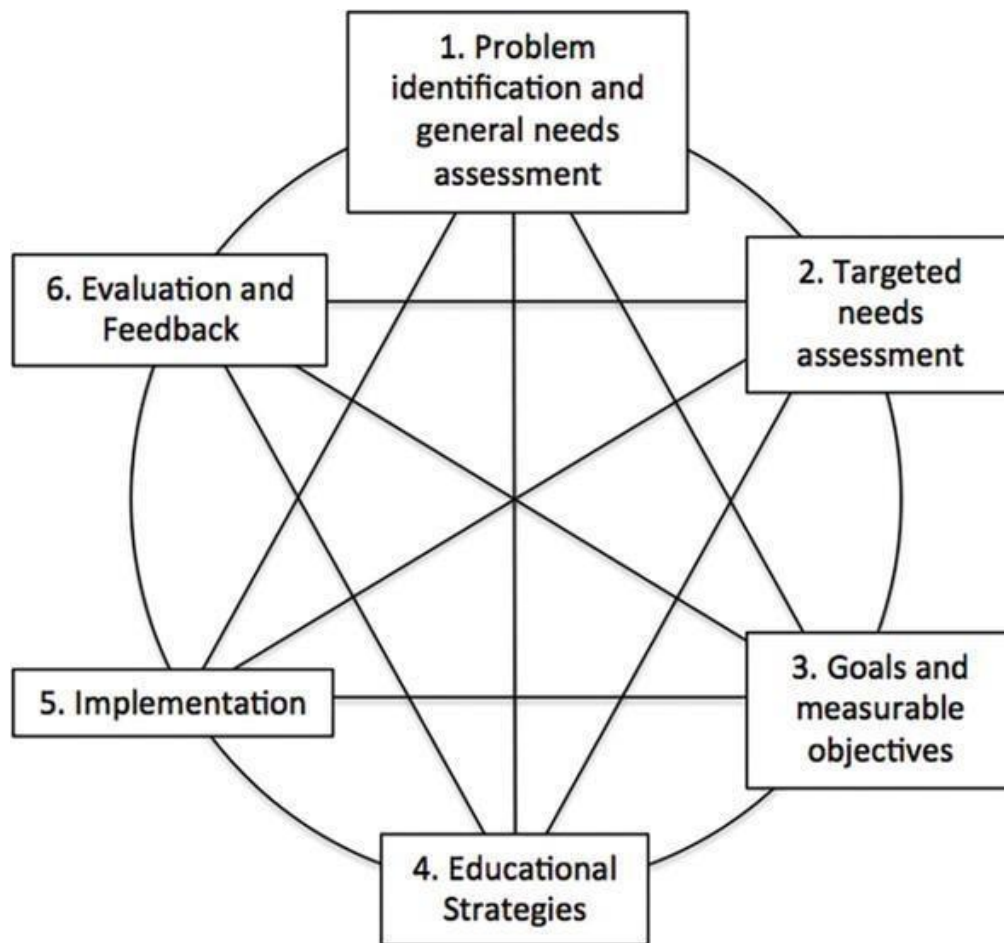 1. Problem
identification and
general needs
assessment
2. Targeted
needs
assessment
3. Goals and
measurable
objectives
4. Educational
Strategies
5. Implementation
6. Evaluation and
Feedback